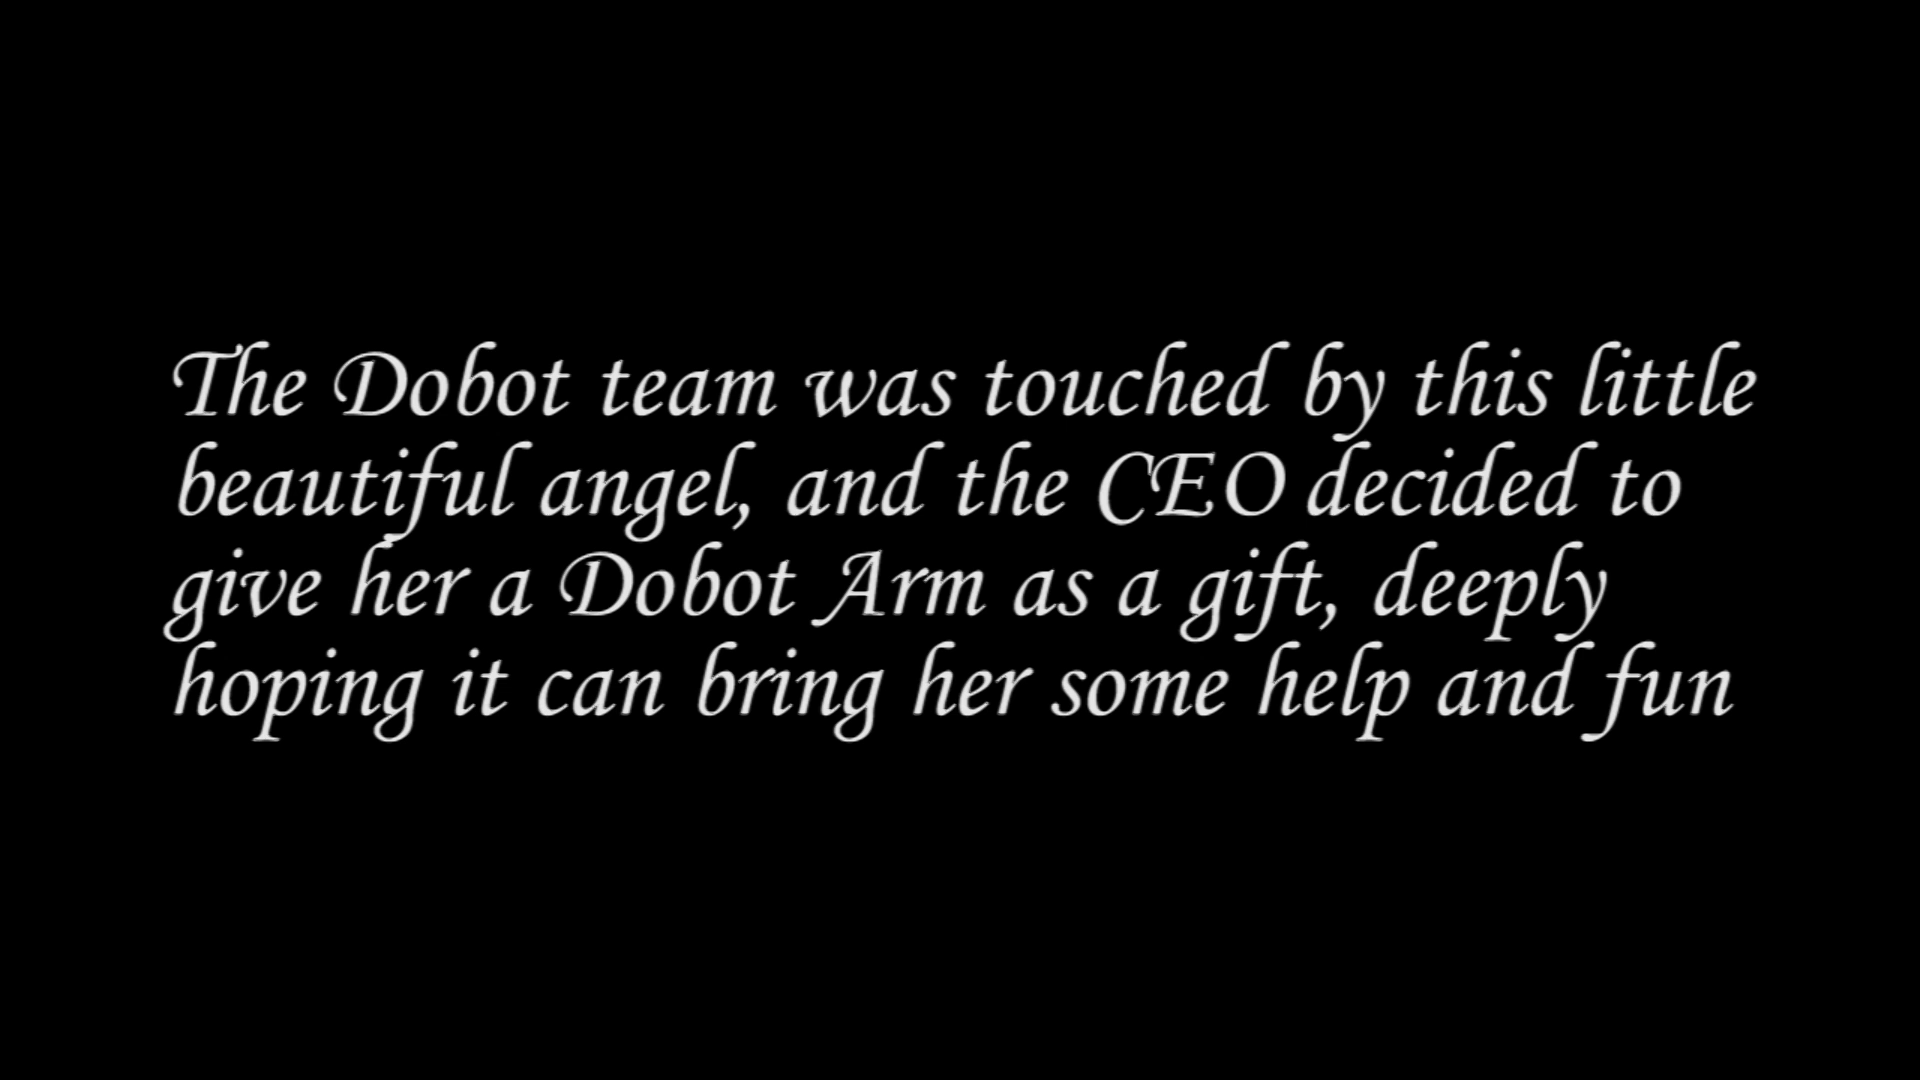 The Dobot team was touched by this little
beautiful angel, and the CEO decided to
give her a Dobot Arm as a gift, deeply
hoping it can bring her some help and fun